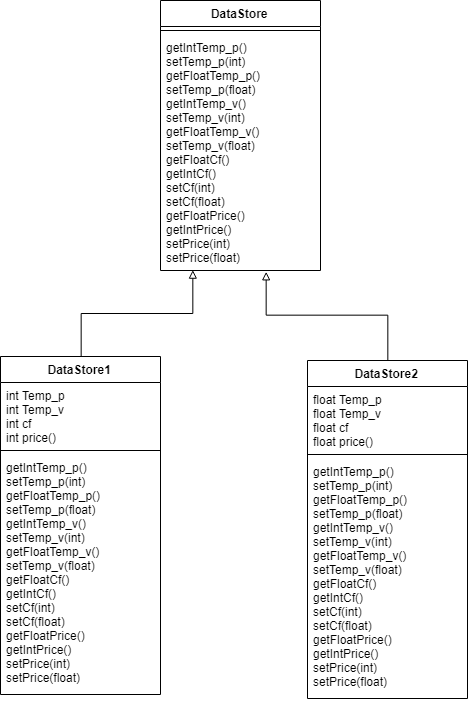 DataStore
getIntTemp_p()
setTemp_p(int)
getFloatTemp_p()
setTemp_p(float)
getIntTemp_v()
setTemp_v(int)
getFloatTemp_v()
setTemp_v(float)
getFloatCf()
getIntCf()
setCf(int)
setCf(float)
getFloatPrice()
getIntPrice()
setPrice(int)
setPrice(float)
DataStore1
int Temp_p
int Temp_v
int cf
int price()
getIntTemp_p()
setTemp_p(int)
getFloatTemp_p()
setTemp_p(float)
getIntTemp_v()
setTemp_v(int)
getFloatTemp_v()
setTemp_v(float)
getFloatCf()
getIntCf()
setCf(int)
setCf(float)
getFloatPrice()
getIntPrice()
setPrice(int)
setPrice(float)
DataStore2
float Temp_p
float Temp_v
float cf
float price()
getIntTemp_p()
setTemp_p(int)
getFloatTemp_p()
setTemp_p(float)
getIntTemp_v()
setTemp_v(int)
getFloatTemp_v()
setTemp_v(float)
getFloatCf()
getIntCf()
setCf(int)
setCf(float)
getFloatPrice()
getIntPrice()
setPrice(int)
setPrice(float)